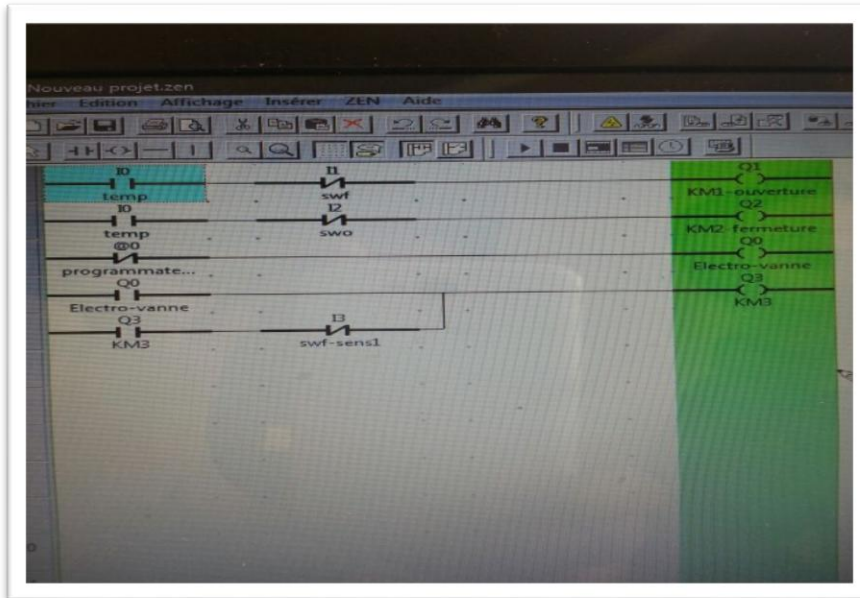 Nouveau projet.zen
hier Edition Affichage Insérer ZEN Aide
I0 I1 Q1
temp swf KM1-ouverture
I0 I2 Q2
temp swo KM2-fermeture
@0 Q0
programmate... Electro-vanne
Q0 Q3
Electro-vanne KM3
Q3 I3
KM3 swf-sens1